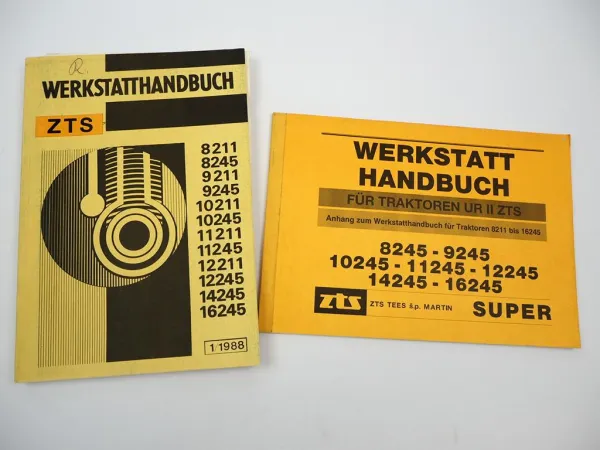 R.
WERKSTATTHANDBUCH
ZTS
8211
8245
9211
9245
10211
10245
11211
11245
12211
12245
14245
16245
1/1988
WERKSTATT
HANDBUCH
FÜR TRAKTOREN UR II ZTS
Anhang zum Werkstatthandbuch für Traktoren 8211 bis 16245
8245 - 9245
10245 - 11245 - 12245
14245 - 16245
zts ZTS TEES š.p. MARTIN SUPER